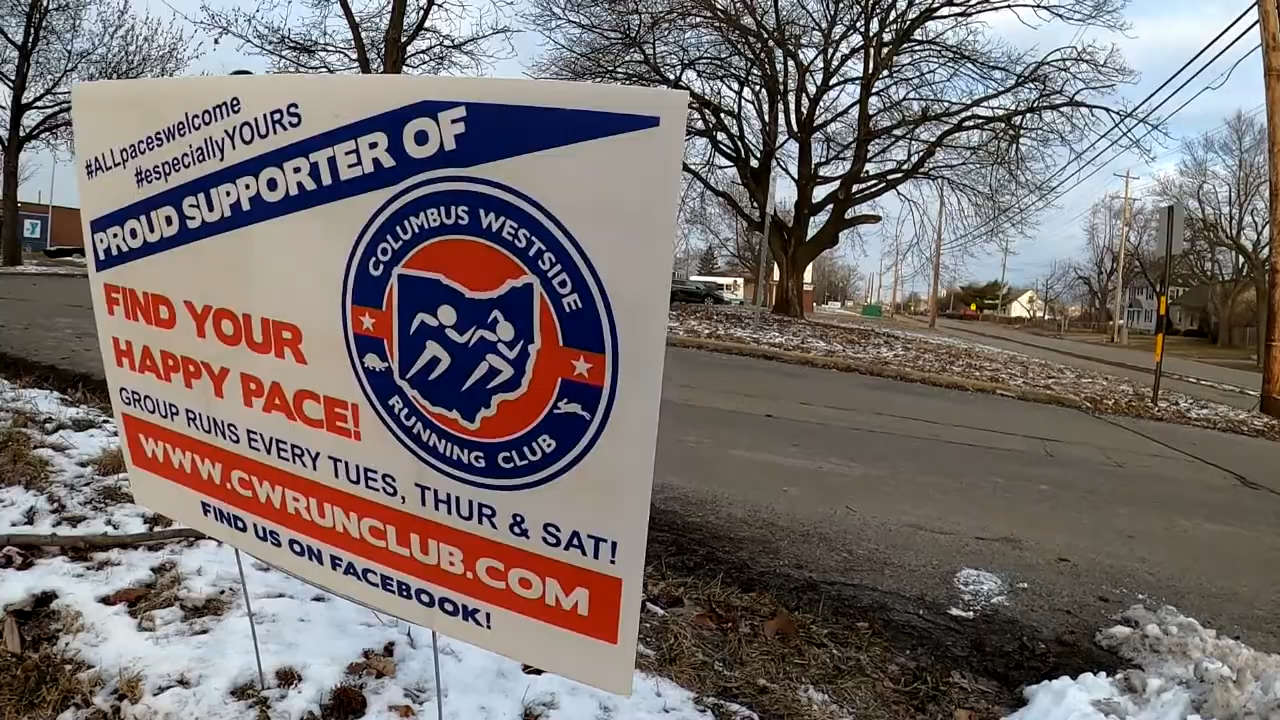 #ALLpaceswelcome
#especiallyYOURS
PROUD SUPPORTER OF
COLUMBUS WESTSIDE
RUNNING CLUB
FIND YOUR
HAPPY PACE!
GROUP RUNS EVERY TUES, THUR & SAT!
WWW.CWRUNCLUB.COM
FIND US ON FACEBOOK!